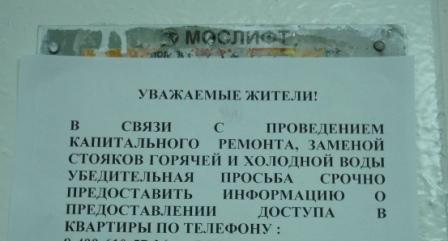 МОСЛИФТ
УВАЖАЕМЫЕ ЖИТЕЛИ!
В СВЯЗИ С ПРОВЕДЕНИЕМ
КАПИТАЛЬНОГО РЕМОНТА, ЗАМЕНОЙ
СТОЯКОВ ГОРЯЧЕЙ И ХОЛОДНОЙ ВОДЫ
УБЕДИТЕЛЬНАЯ ПРОСЬБА СРОЧНО
ПРЕДОСТАВИТЬ ИНФОРМАЦИЮ О
ПРЕДОСТАВЛЕНИИ ДОСТУПА В
КВАРТИРЫ ПО ТЕЛЕФОНУ :